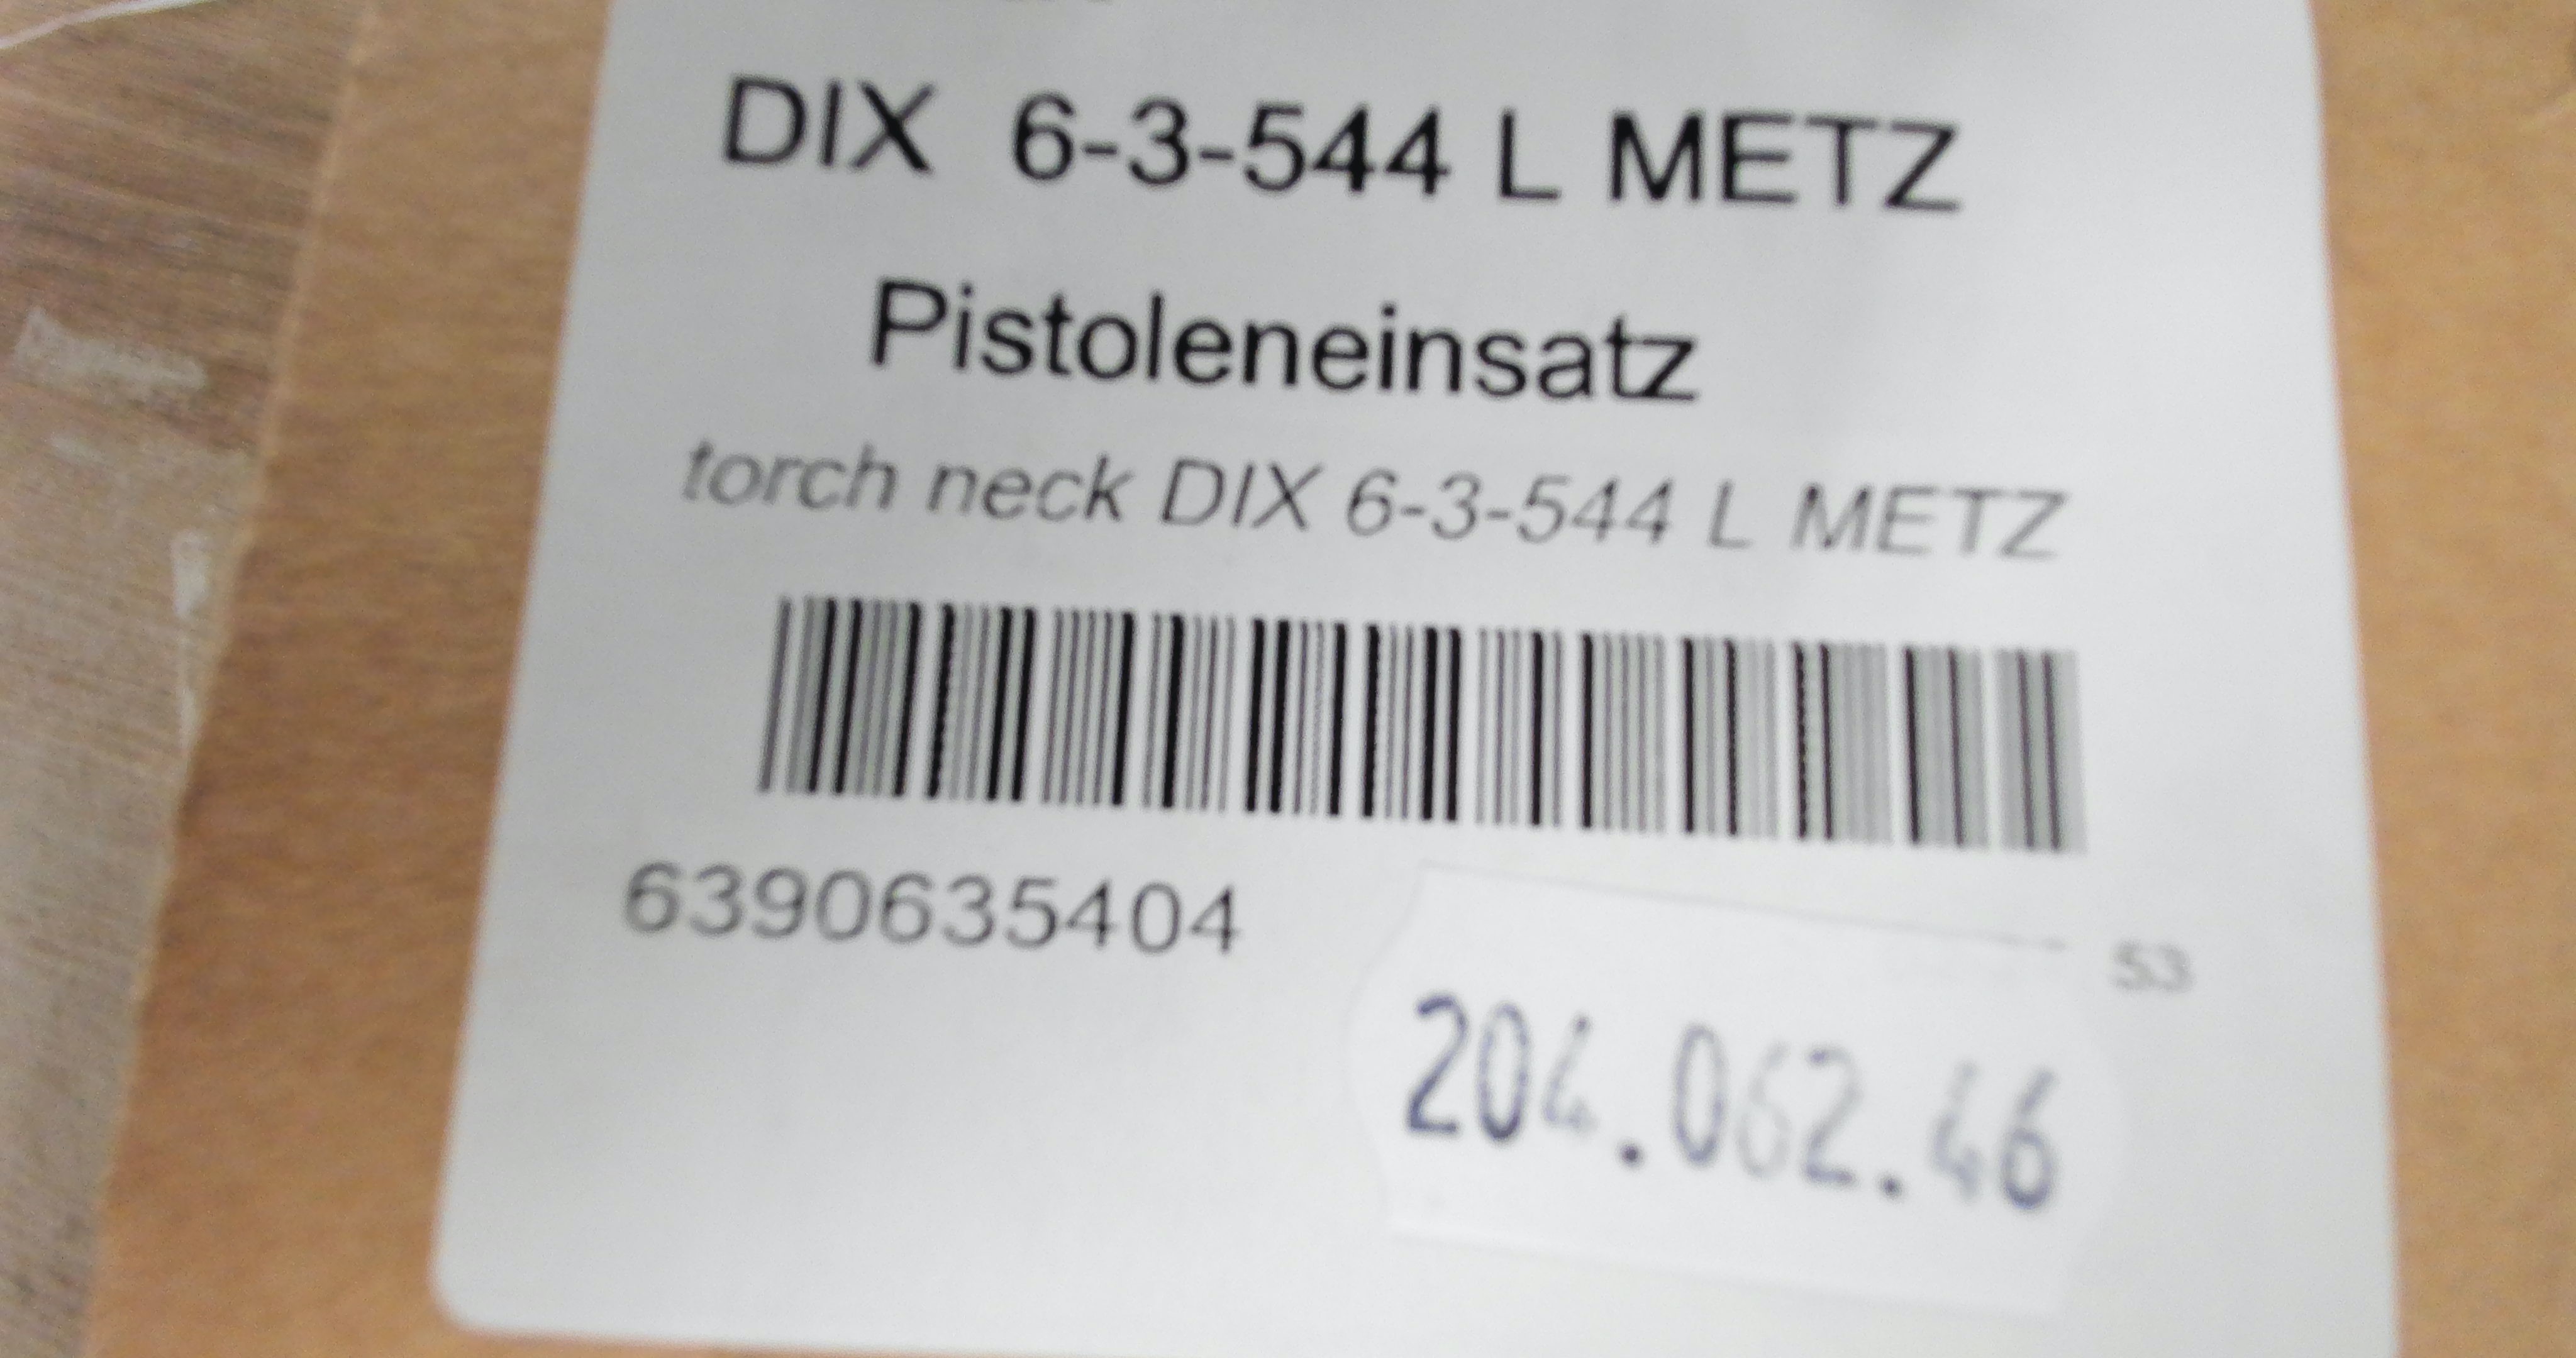 DIX 6-3-544 L METZ
Pistoleneinsatz
torch neck DIX 6-3-544 L METZ
6390635404
53
204.062.46